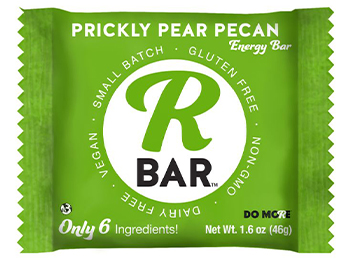 PRICKLY PEAR PECAN
Energy Bar
VEGAN · SMALL BATCH · GLUTEN FREE · NON-GMO · DAIRY FREE ·
R
BAR™
DO MORE
Only 6 Ingredients!
Net Wt. 1.6 oz (46g)